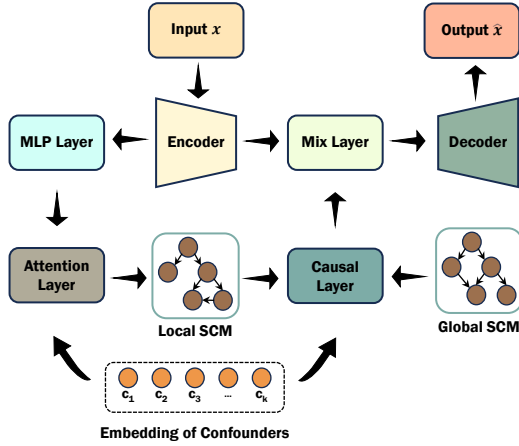 Input x
Output x̂
MLP Layer
Encoder
Mix Layer
Decoder
Attention
Layer
Causal
Layer
Local SCM
Global SCM
c1 c2 c3 ... ck
Embedding of Confounders